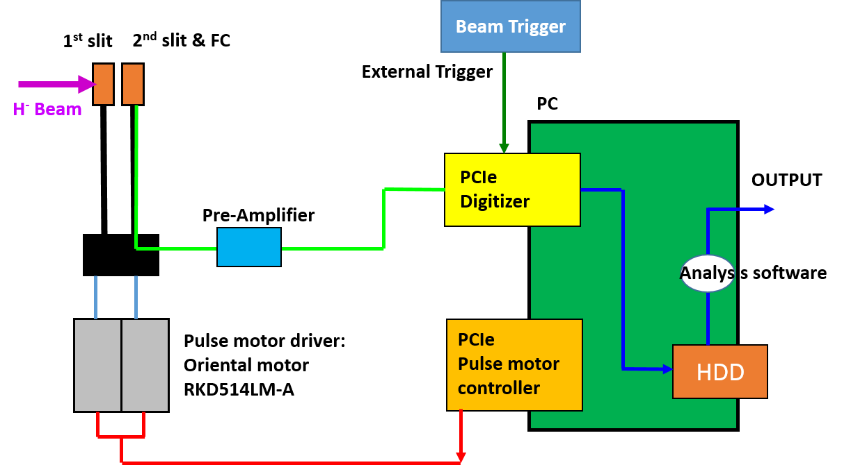 Beam Trigger
1st slit
2nd slit & FC
External Trigger
H- Beam
PC
PCIe
Digitizer
OUTPUT
Pre-Amplifier
Analysis software
Pulse motor driver:
Oriental motor
RKD514LM-A
PCIe
Pulse motor
controller
HDD